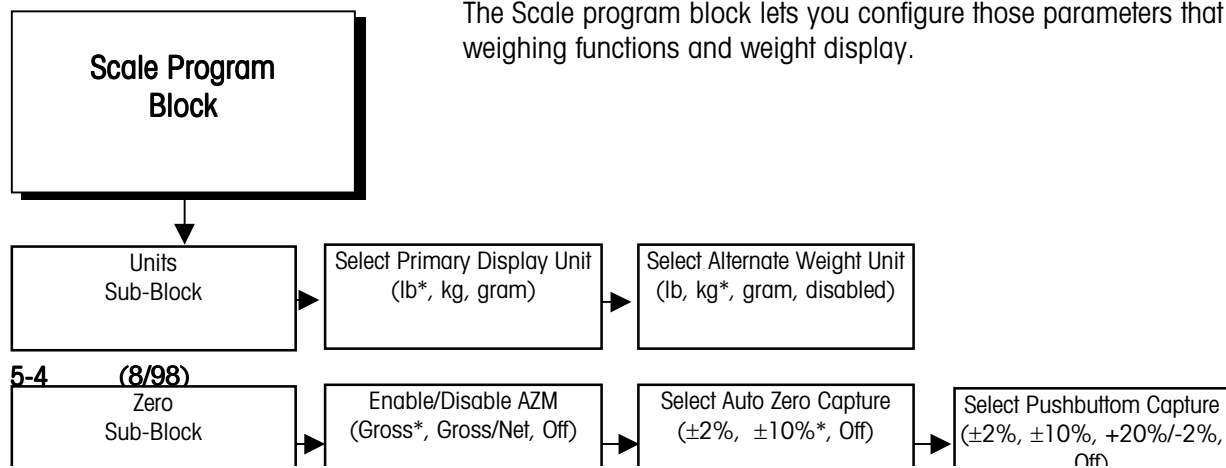 The Scale program block lets you configure those parameters that
weighing functions and weight display.
Scale Program
Block
Units
Sub-Block
Select Primary Display Unit
(lb*, kg, gram)
Select Alternate Weight Unit
(lb, kg*, gram, disabled)
5-4 (8/98)
Zero
Sub-Block
Enable/Disable AZM
(Gross*, Gross/Net, Off)
Select Auto Zero Capture
(±2%, ±10%*, Off)
Select Pushbuttom Capture
(±2%, ±10%, +20%/-2%,
Off)